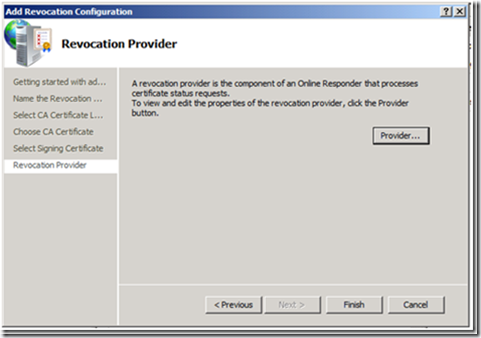 Add Revocation Configuration
Revocation Provider
Getting started with ad...
Name the Revocation ...
Select CA Certificate L...
Choose CA Certificate
Select Signing Certificate
Revocation Provider
A revocation provider is the component of an Online Responder that processes
certificate status requests.
To view and edit the properties of the revocation provider, click the Provider
button.
Provider...
< Previous
Next >
Finish
Cancel